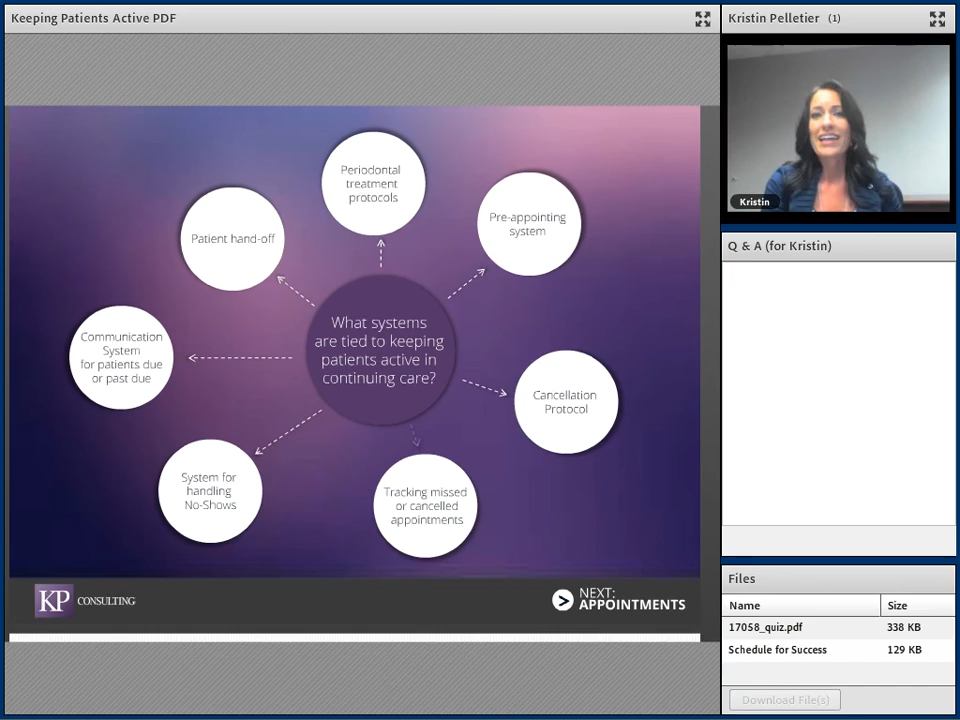 Keeping Patients Active PDF
Kristin Pelletier (1)
Kristin
Periodontal
treatment
protocols
Pre-appointing
system
Patient hand-off
What systems
are tied to keeping
patients active in
continuing care?
Communication
System
for patients due
or past due
Cancellation
Protocol
System for
handling
No-Shows
Tracking missed
or cancelled
appointments
KP CONSULTING
NEXT:
APPOINTMENTS
Q & A (for Kristin)
Files
Name Size
17058_quiz.pdf 338 KB
Schedule for Success 129 KB
Download File(s)